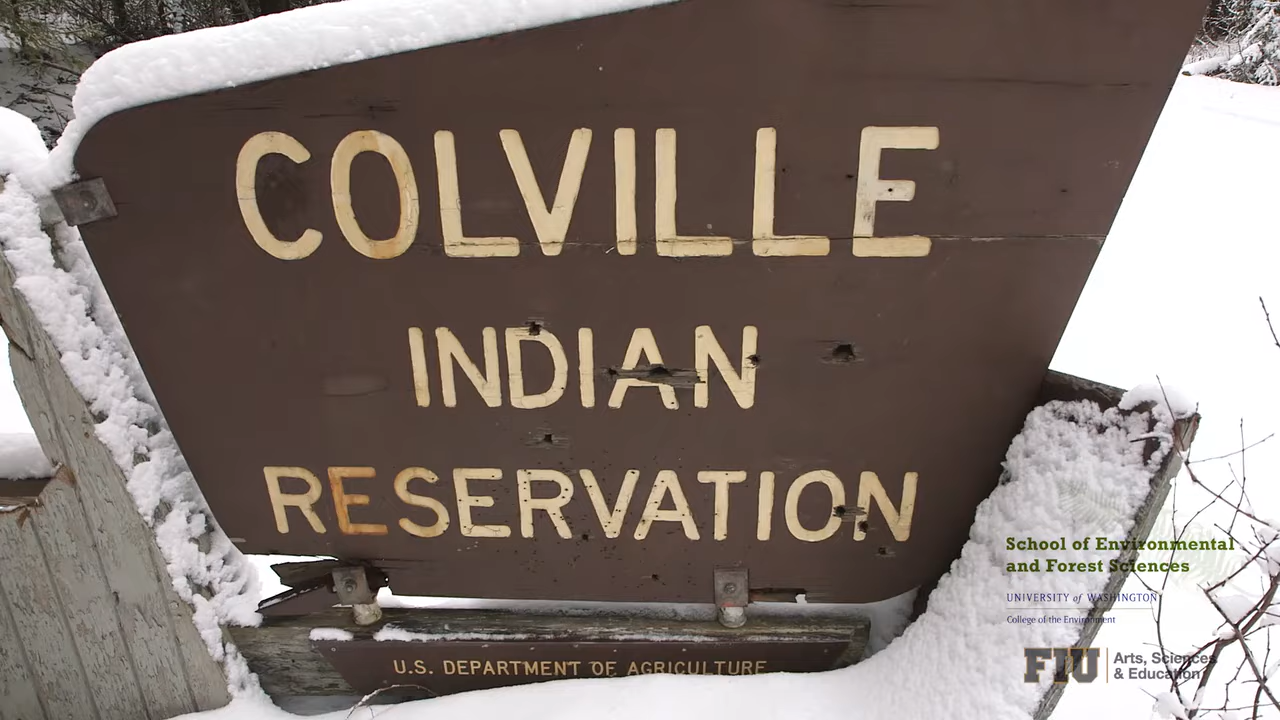 COLVILLE
INDIAN
RESERVATION
U.S. DEPARTMENT OF AGRICULTURE
School of Environmental
and Forest Sciences
UNIVERSITY of WASHINGTON
College of the Environment
FIU Arts, Sciences
& Education